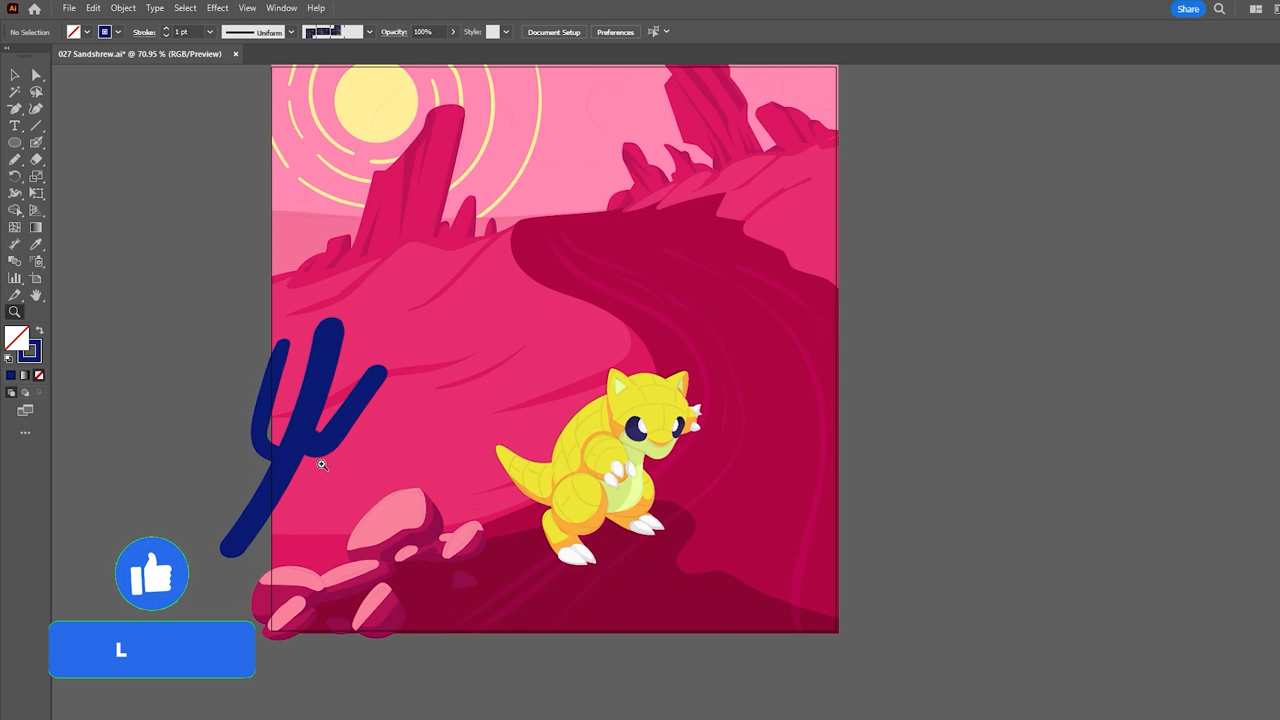 Ai File Edit Object Type Select Effect View Window Help Share
No Selection Stroke: 1 pt Uniform Opacity: 100% Style: Document Setup Preferences
027 Sandshrew.ai* @ 70.95 % (RGB/Preview) ×
L